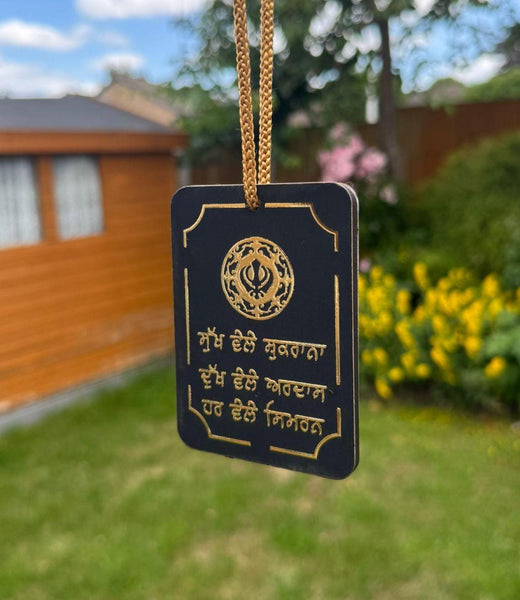 ਸੁੱਖ ਵੇਲੇ ਸ਼ੁਕਰਾਨਾ
ਦੁੱਖ ਵੇਲੇ ਅਰਦਾਸ
ਹਰ ਵੇਲੇ ਸਿਮਰਨ